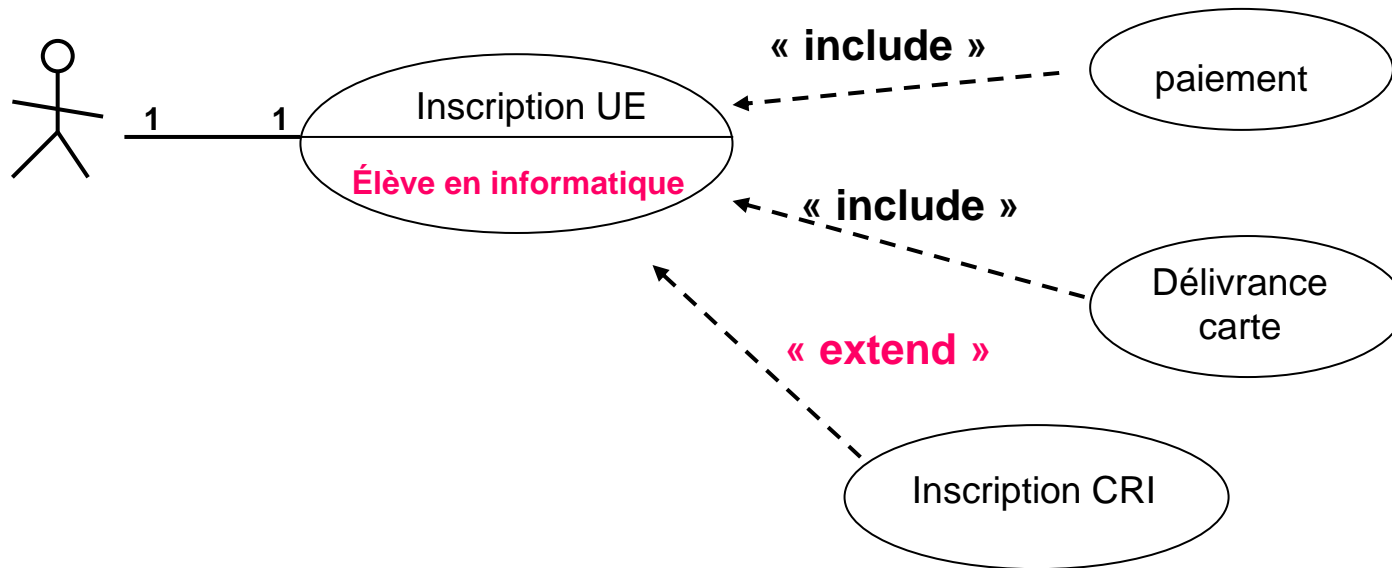 « include »
paiement
1
1
Inscription UE
Élève en informatique
« include »
Délivrance
carte
« extend »
Inscription CRI